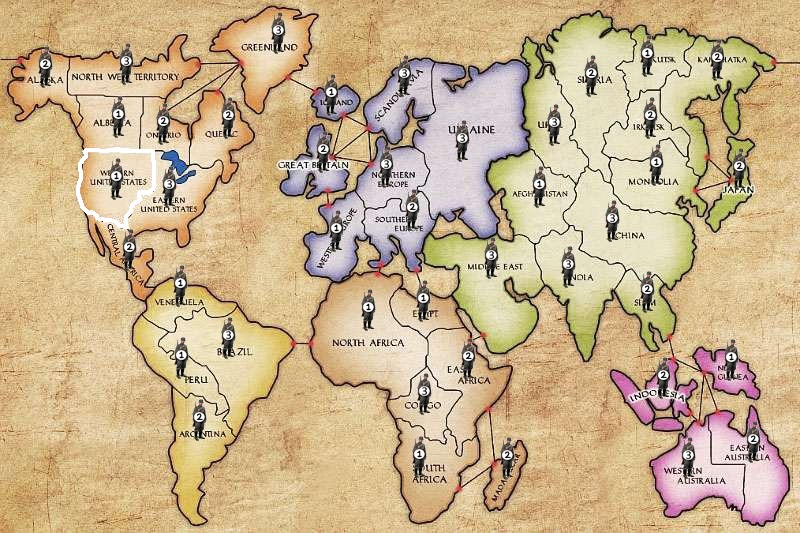 ALASKA
2
NORTH WEST TERRITORY
3
GREENLAND
3
ALBERTA
1
ONTARIO
2
QUEBEC
2
WESTERN
UNITED STATES
1
EASTERN
UNITED STATES
3
CENTRAL AMERICA
2
VENEZUELA
1
BRAZIL
3
PERU
1
ARGENTINA
2
ICELAND
1
SCANDINAVIA
3
UKRAINE
3
GREAT BRITAIN
2
NORTHERN
EUROPE
3
SOUTHERN
EUROPE
2
WESTERN EUROPE
1
NORTH AFRICA
1
EGYPT
1
EAST
AFRICA
2
CONGO
3
SOUTH
AFRICA
1
MADAGASCAR
2
SIBERIA
2
YAKUTSK
1
KAMCHATKA
2
URAL
3
IRKUTSK
2
MONGOLIA
1
JAPAN
2
AFGHANISTAN
1
CHINA
3
MIDDLE EAST
3
INDIA
3
SIAM
2
INDONESIA
2
NEW
GUINEA
1
WESTERN
AUSTRALIA
3
EASTERN
AUSTRALIA
2